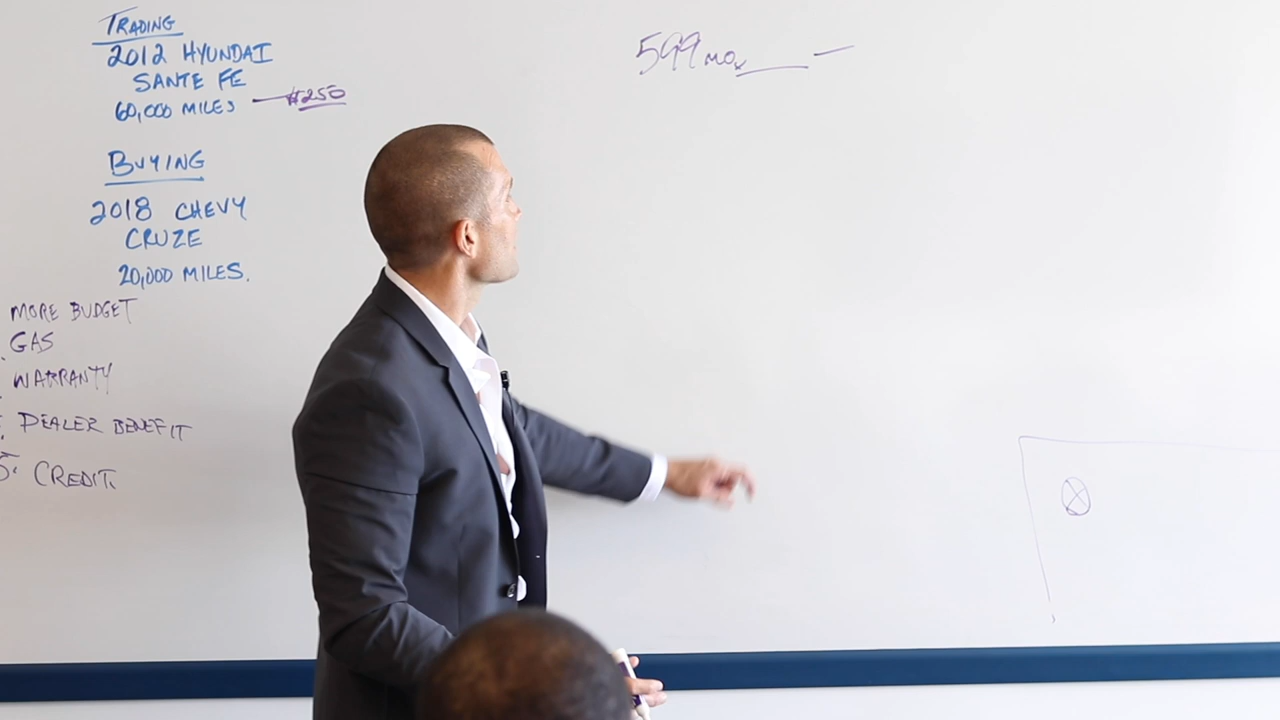 TRADING
2012 HYUNDAI
SANTE FE
60,000 MILES — #250
BUYING
2018 CHEVY
CRUZE
20,000 MILES.
MORE BUDGET
GAS
WARRANTY
DEALER BENEFIT
5. CREDIT
599 MO